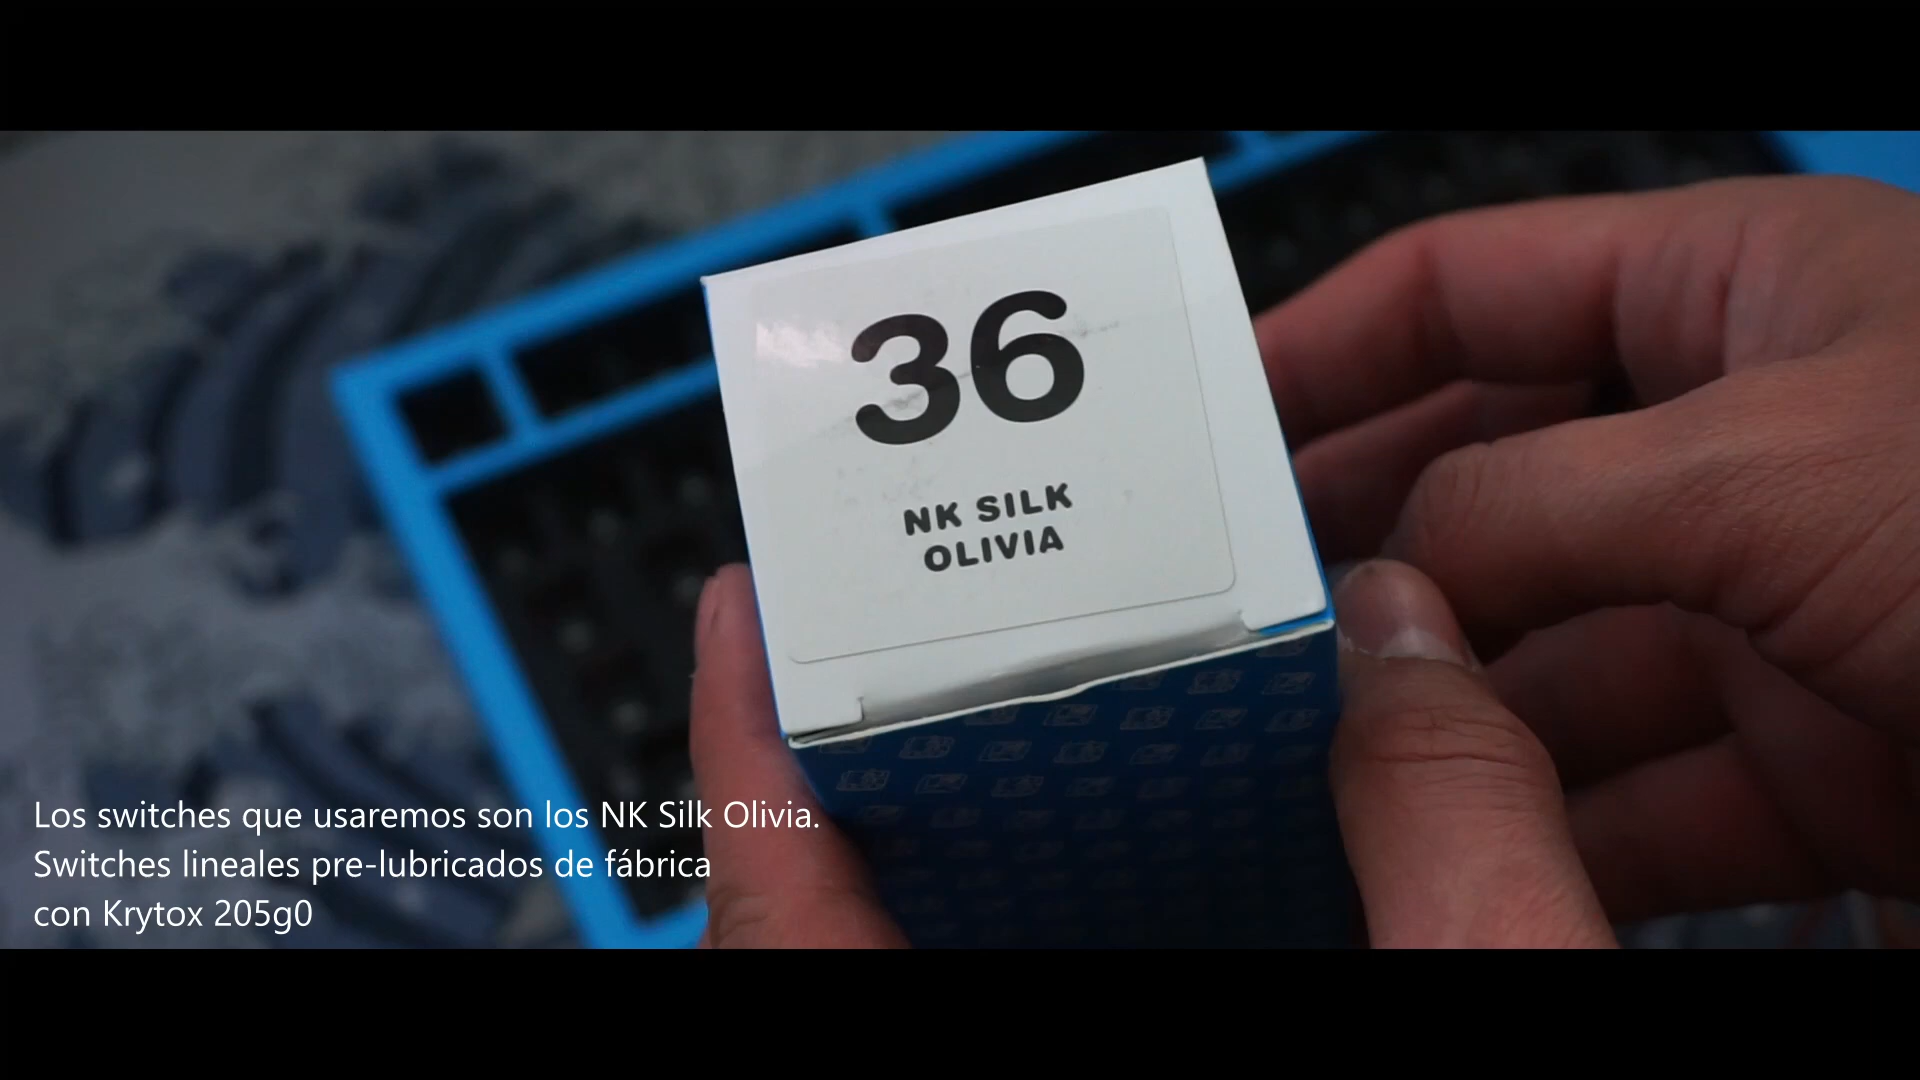 36
NK SILK
OLIVIA
Los switches que usaremos son los NK Silk Olivia.
Switches lineales pre-lubricados de fábrica
con Krytox 205g0